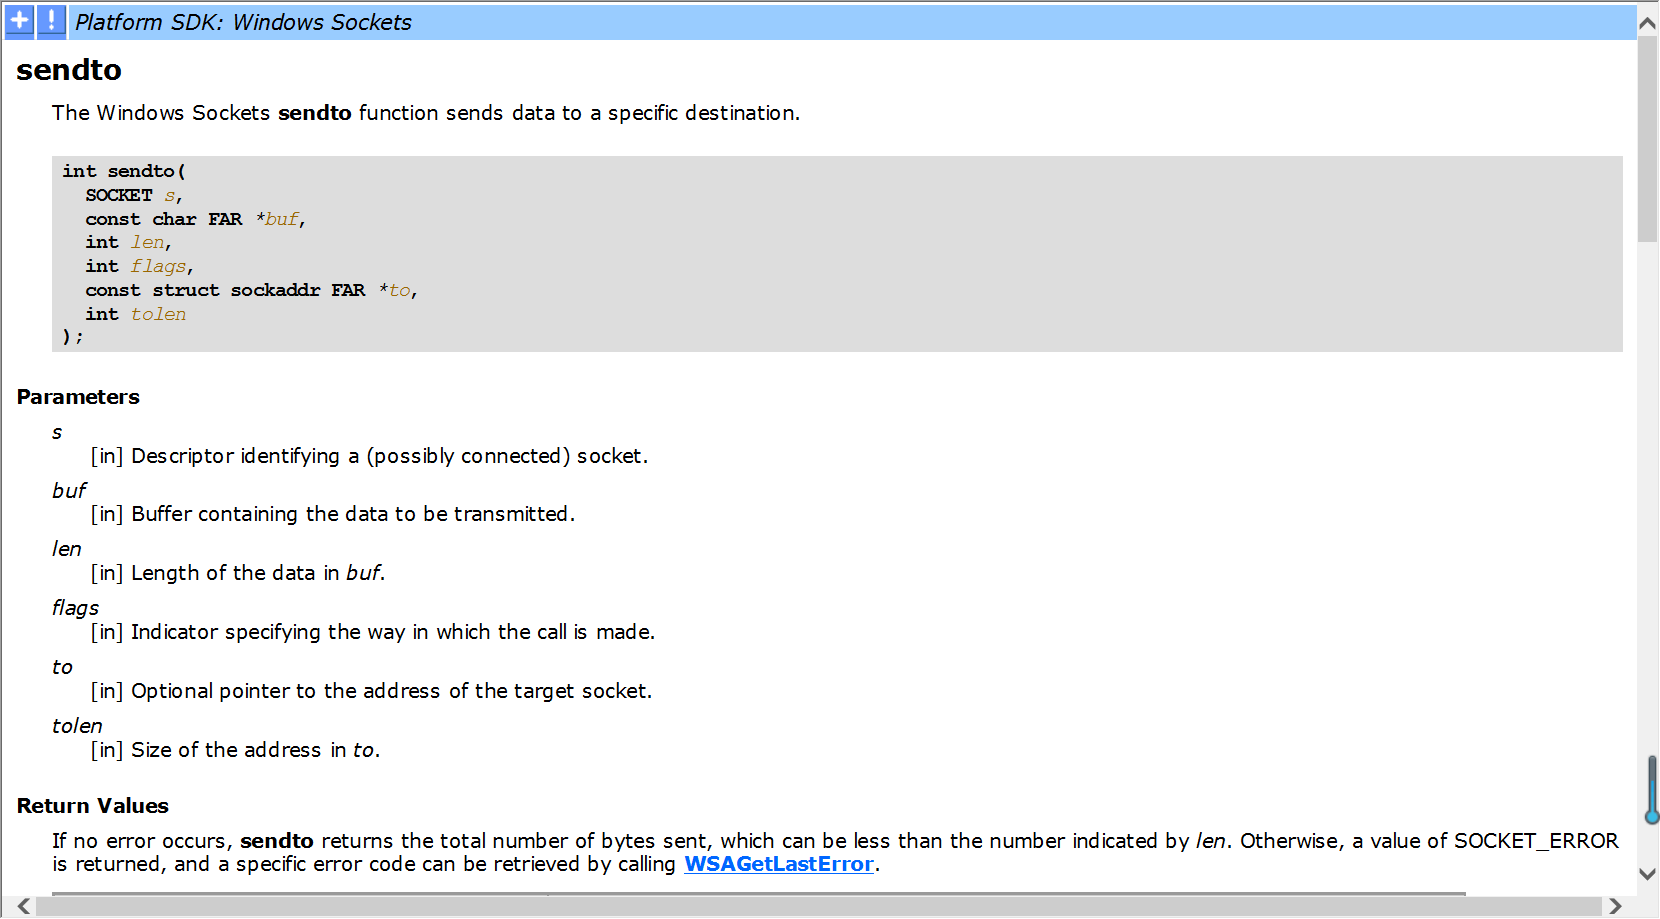 Platform SDK: Windows Sockets
sendto
The Windows Sockets sendto function sends data to a specific destination.
int sendto(
  SOCKET s,
  const char FAR *buf,
  int len,
  int flags,
  const struct sockaddr FAR *to,
  int tolen
);
Parameters
s
[in] Descriptor identifying a (possibly connected) socket.
buf
[in] Buffer containing the data to be transmitted.
len
[in] Length of the data in buf.
flags
[in] Indicator specifying the way in which the call is made.
to
[in] Optional pointer to the address of the target socket.
tolen
[in] Size of the address in to.
Return Values
If no error occurs, sendto returns the total number of bytes sent, which can be less than the number indicated by len. Otherwise, a value of SOCKET_ERROR
is returned, and a specific error code can be retrieved by calling WSAGetLastError.